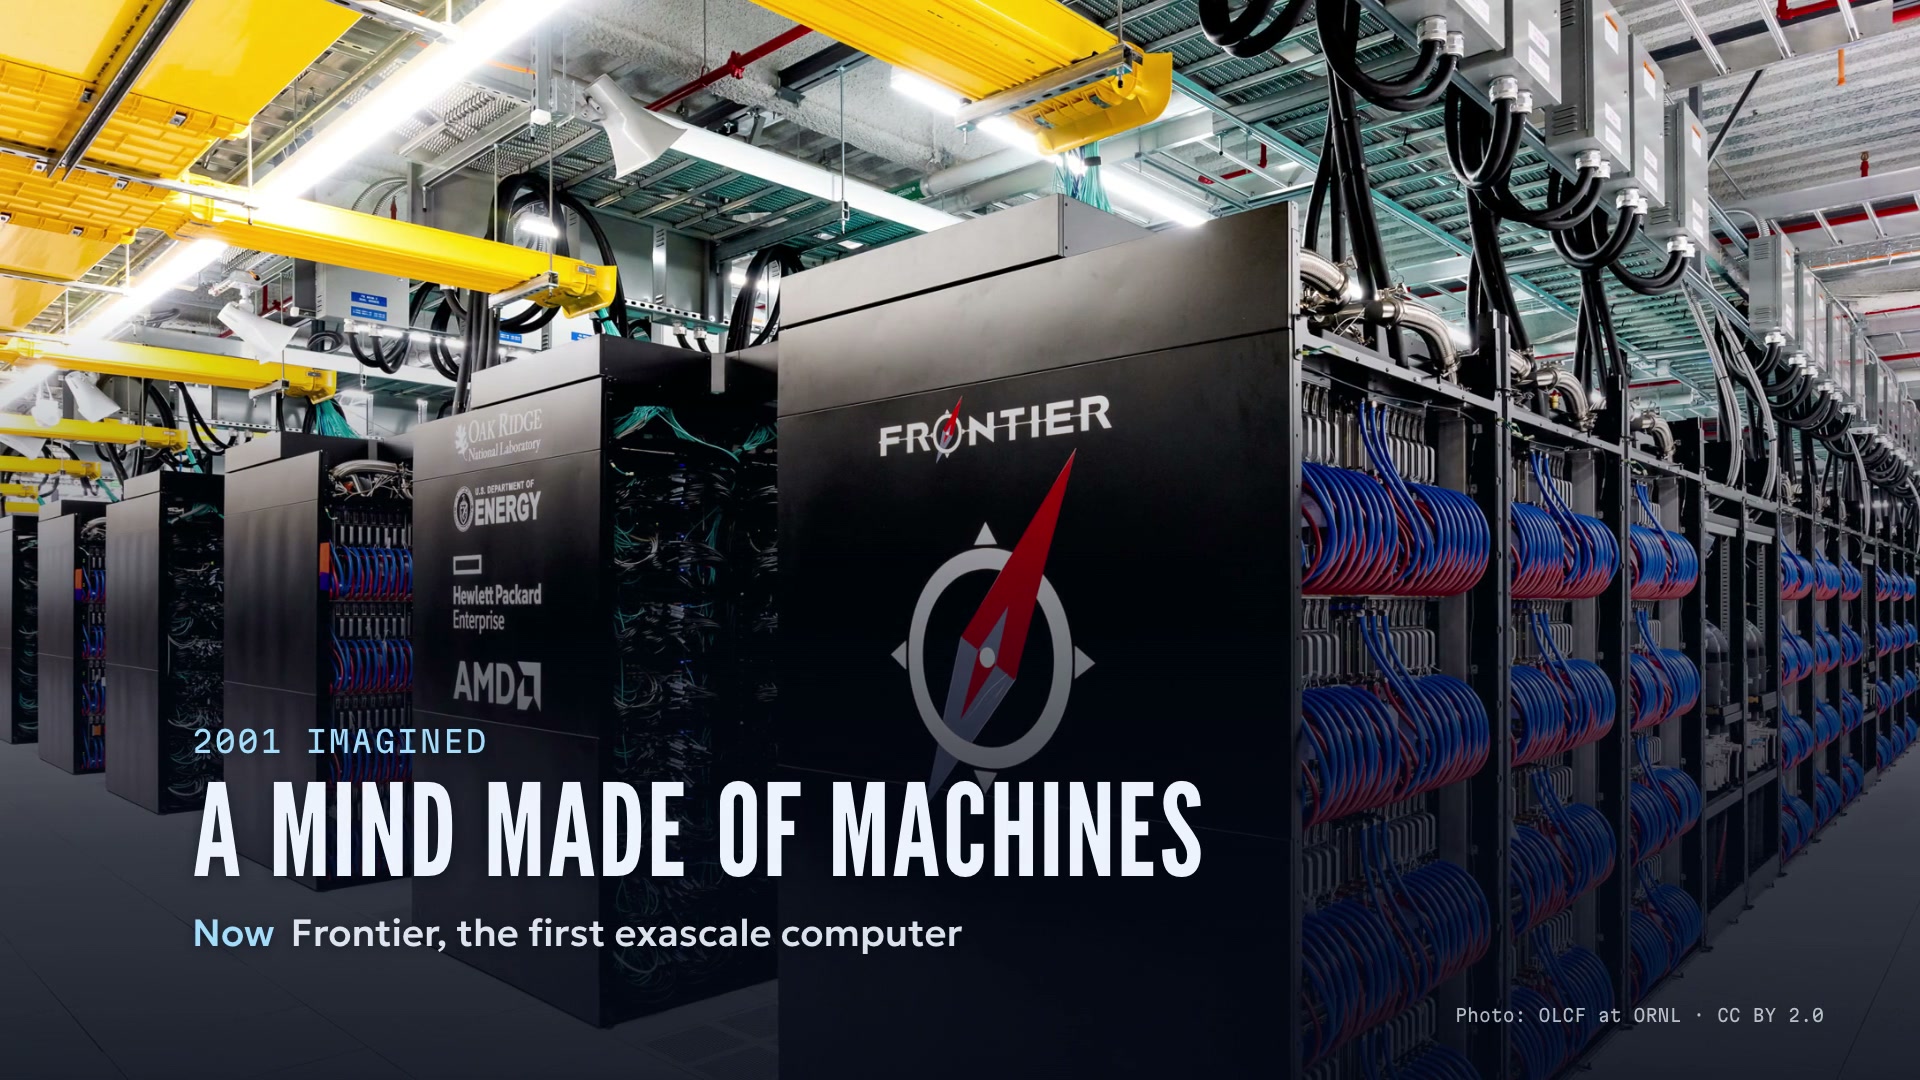 FRONTIER
OAK RIDGE
National Laboratory
U.S. DEPARTMENT OF
ENERGY
Hewlett Packard
Enterprise
AMD
2001 IMAGINED
A MIND MADE OF MACHINES
Now Frontier, the first exascale computer
Photo: OLCF at ORNL · CC BY 2.0